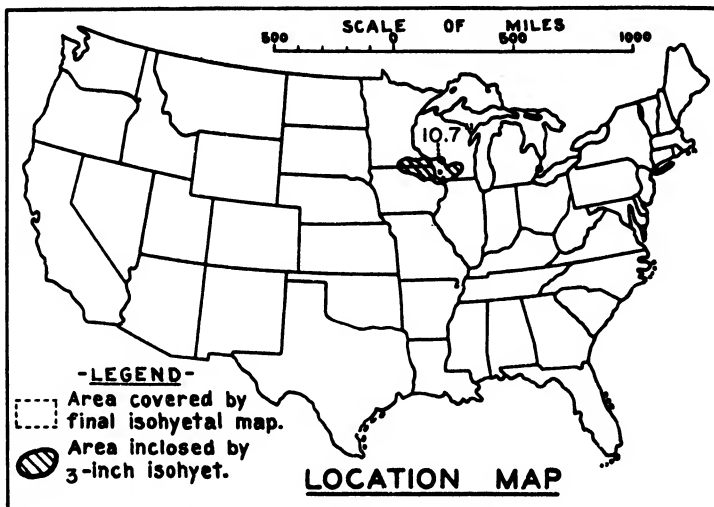 SCALE OF MILES
500 0 500 1000
10.7"
-LEGEND-
Area covered by
final isohyetal map.
Area inclosed by
3-inch isohyet.
LOCATION MAP